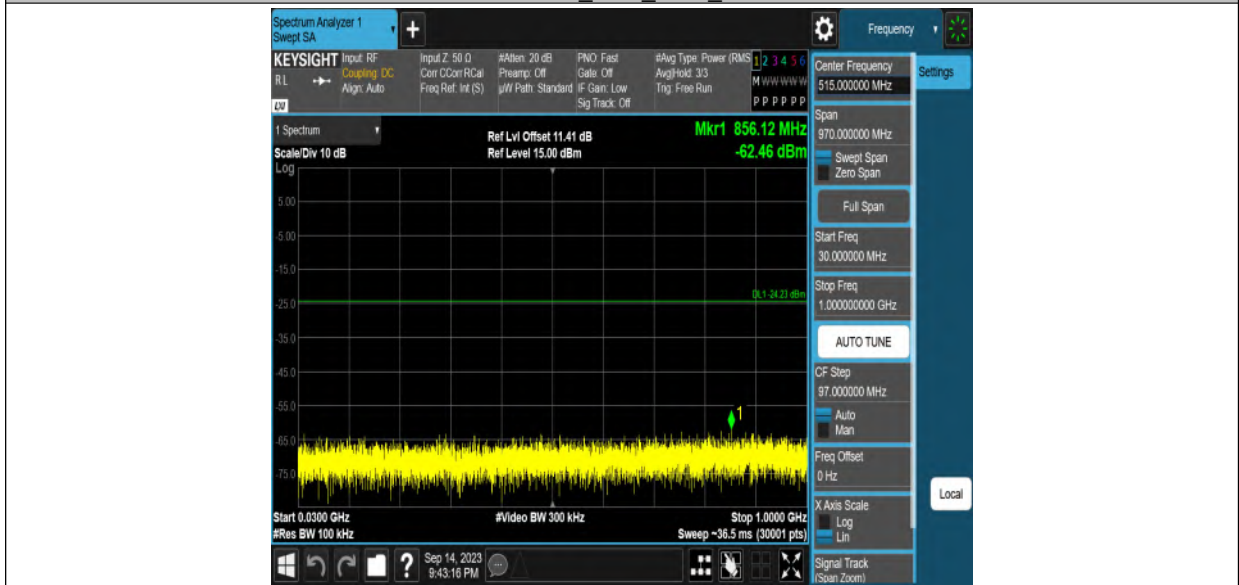 Spectrum Analyzer 1
Swept SA
Frequency
KEYSIGHT
RL
Input: RF
Coupling: DC
Align: Auto
Input Z: 50 Ω
Corr CCorr RCal
Freq Ref: Int (S)
#Atten: 20 dB
Preamp: Off
µW Path: Standard
PNO: Fast
Gate: Off
IF Gain: Low
Sig Track: Off
#Avg Type: Power (RMS
Avg|Hold: 3/3
Trig: Free Run
1 2 3 4 5 6
M W W W W W
P P P P P P
1 Spectrum
Scale/Div 10 dB
Ref Lvl Offset 11.41 dB
Ref Level 15.00 dBm
Mkr1 856.12 MHz
-62.46 dBm
Log
5.00
-5.00
-15.0
-25.0
-35.0
-45.0
-55.0
-65.0
-75.0
DL1 -24.23 dBm
1
Start 0.0300 GHz
#Res BW 100 kHz
#Video BW 300 kHz
Stop 1.0000 GHz
Sweep ~36.5 ms (30001 pts)
Sep 14, 2023
9:43:16 PM
Center Frequency
515.000000 MHz
Settings
Span
970.000000 MHz
Swept Span
Zero Span
Full Span
Start Freq
30.000000 MHz
Stop Freq
1.000000000 GHz
AUTO TUNE
CF Step
97.000000 MHz
Auto
Man
Freq Offset
0 Hz
X Axis Scale
Log
Lin
Local
Signal Track
(Span Zoom)